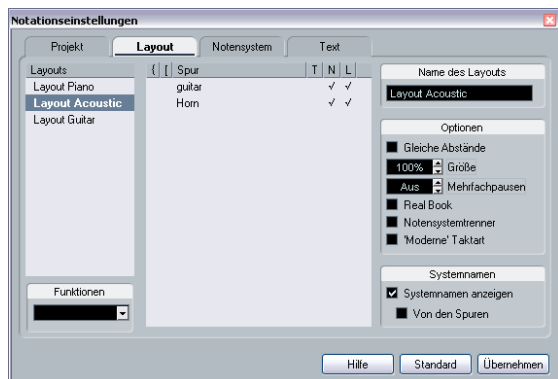 Notationseinstellungen
Projekt Layout Notensystem Text
Layouts
Layout Piano
Layout Acoustic
Layout Guitar
{ [ Spur T N L
guitar √ √
Horn √ √
Name des Layouts
Layout Acoustic
Optionen
Gleiche Abstände
100% Größe
Aus Mehrfachpausen
Real Book
Notensystemtrenner
'Moderne' Taktart
Funktionen
Systemnamen
Systemnamen anzeigen
Von den Spuren
Hilfe Standard Übernehmen